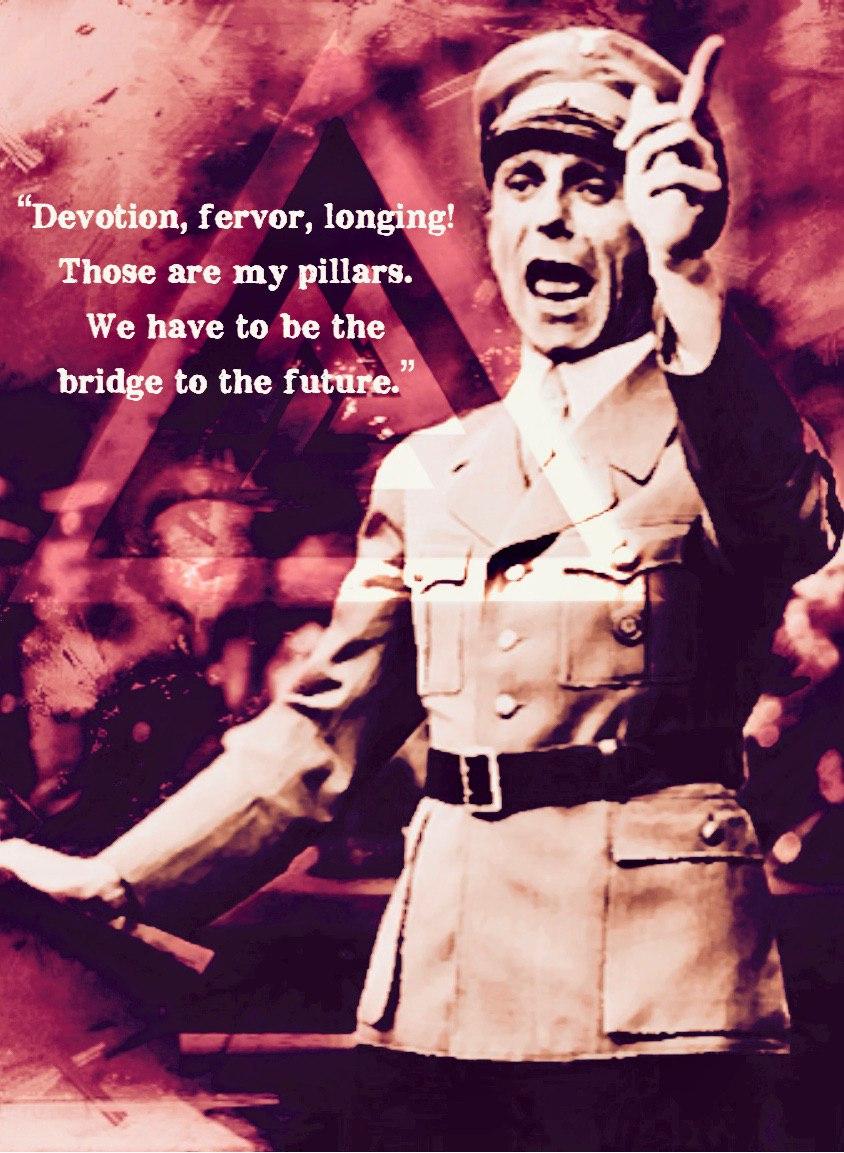 “Devotion, fervor, longing!
Those are my pillars.
We have to be the
bridge to the future.”